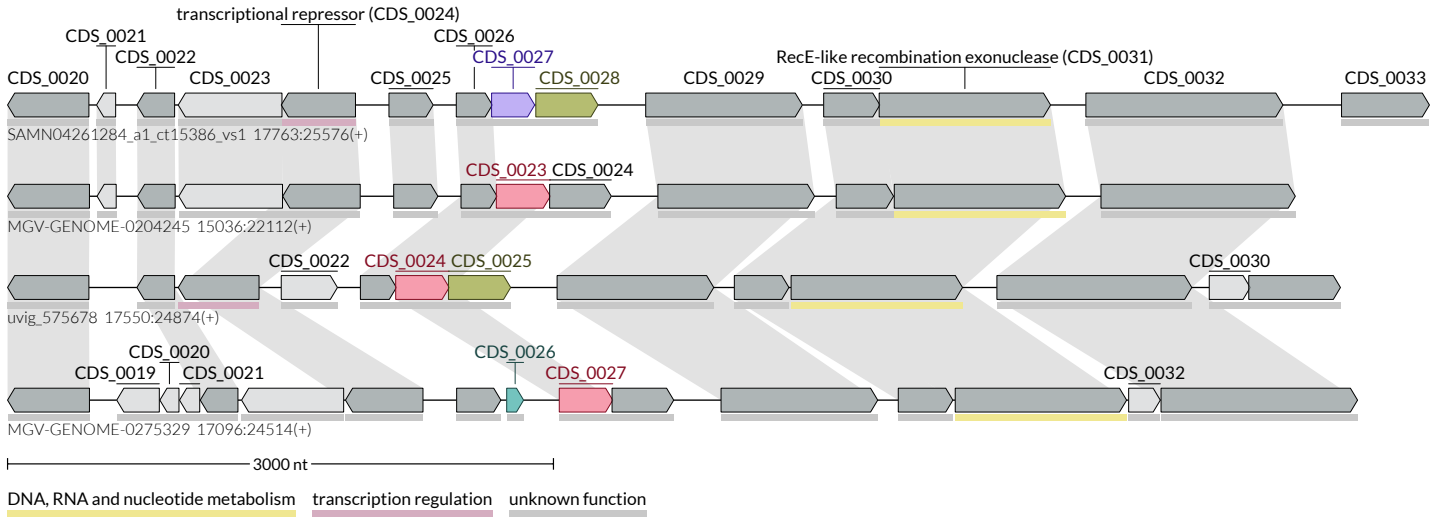 transcriptional repressor (CDS_0024)
CDS_0021 CDS_0026
CDS_0022 CDS_0027 RecE-like recombination exonuclease (CDS_0031)
CDS_0020 CDS_0023 CDS_0025 CDS_0028 CDS_0029 CDS_0030 CDS_0032 CDS_0033
SAMN04261284_a1_ct15386_vs1 17763:25576(+)
CDS_0023 CDS_0024
MGV-GENOME-0204245 15036:22112(+)
CDS_0022 CDS_0024 CDS_0025 CDS_0030
uvig_575678 17550:24874(+)
CDS_0020 CDS_0026
CDS_0019 CDS_0021 CDS_0027 CDS_0032
MGV-GENOME-0275329 17096:24514(+)
3000 nt
DNA, RNA and nucleotide metabolism transcription regulation unknown function